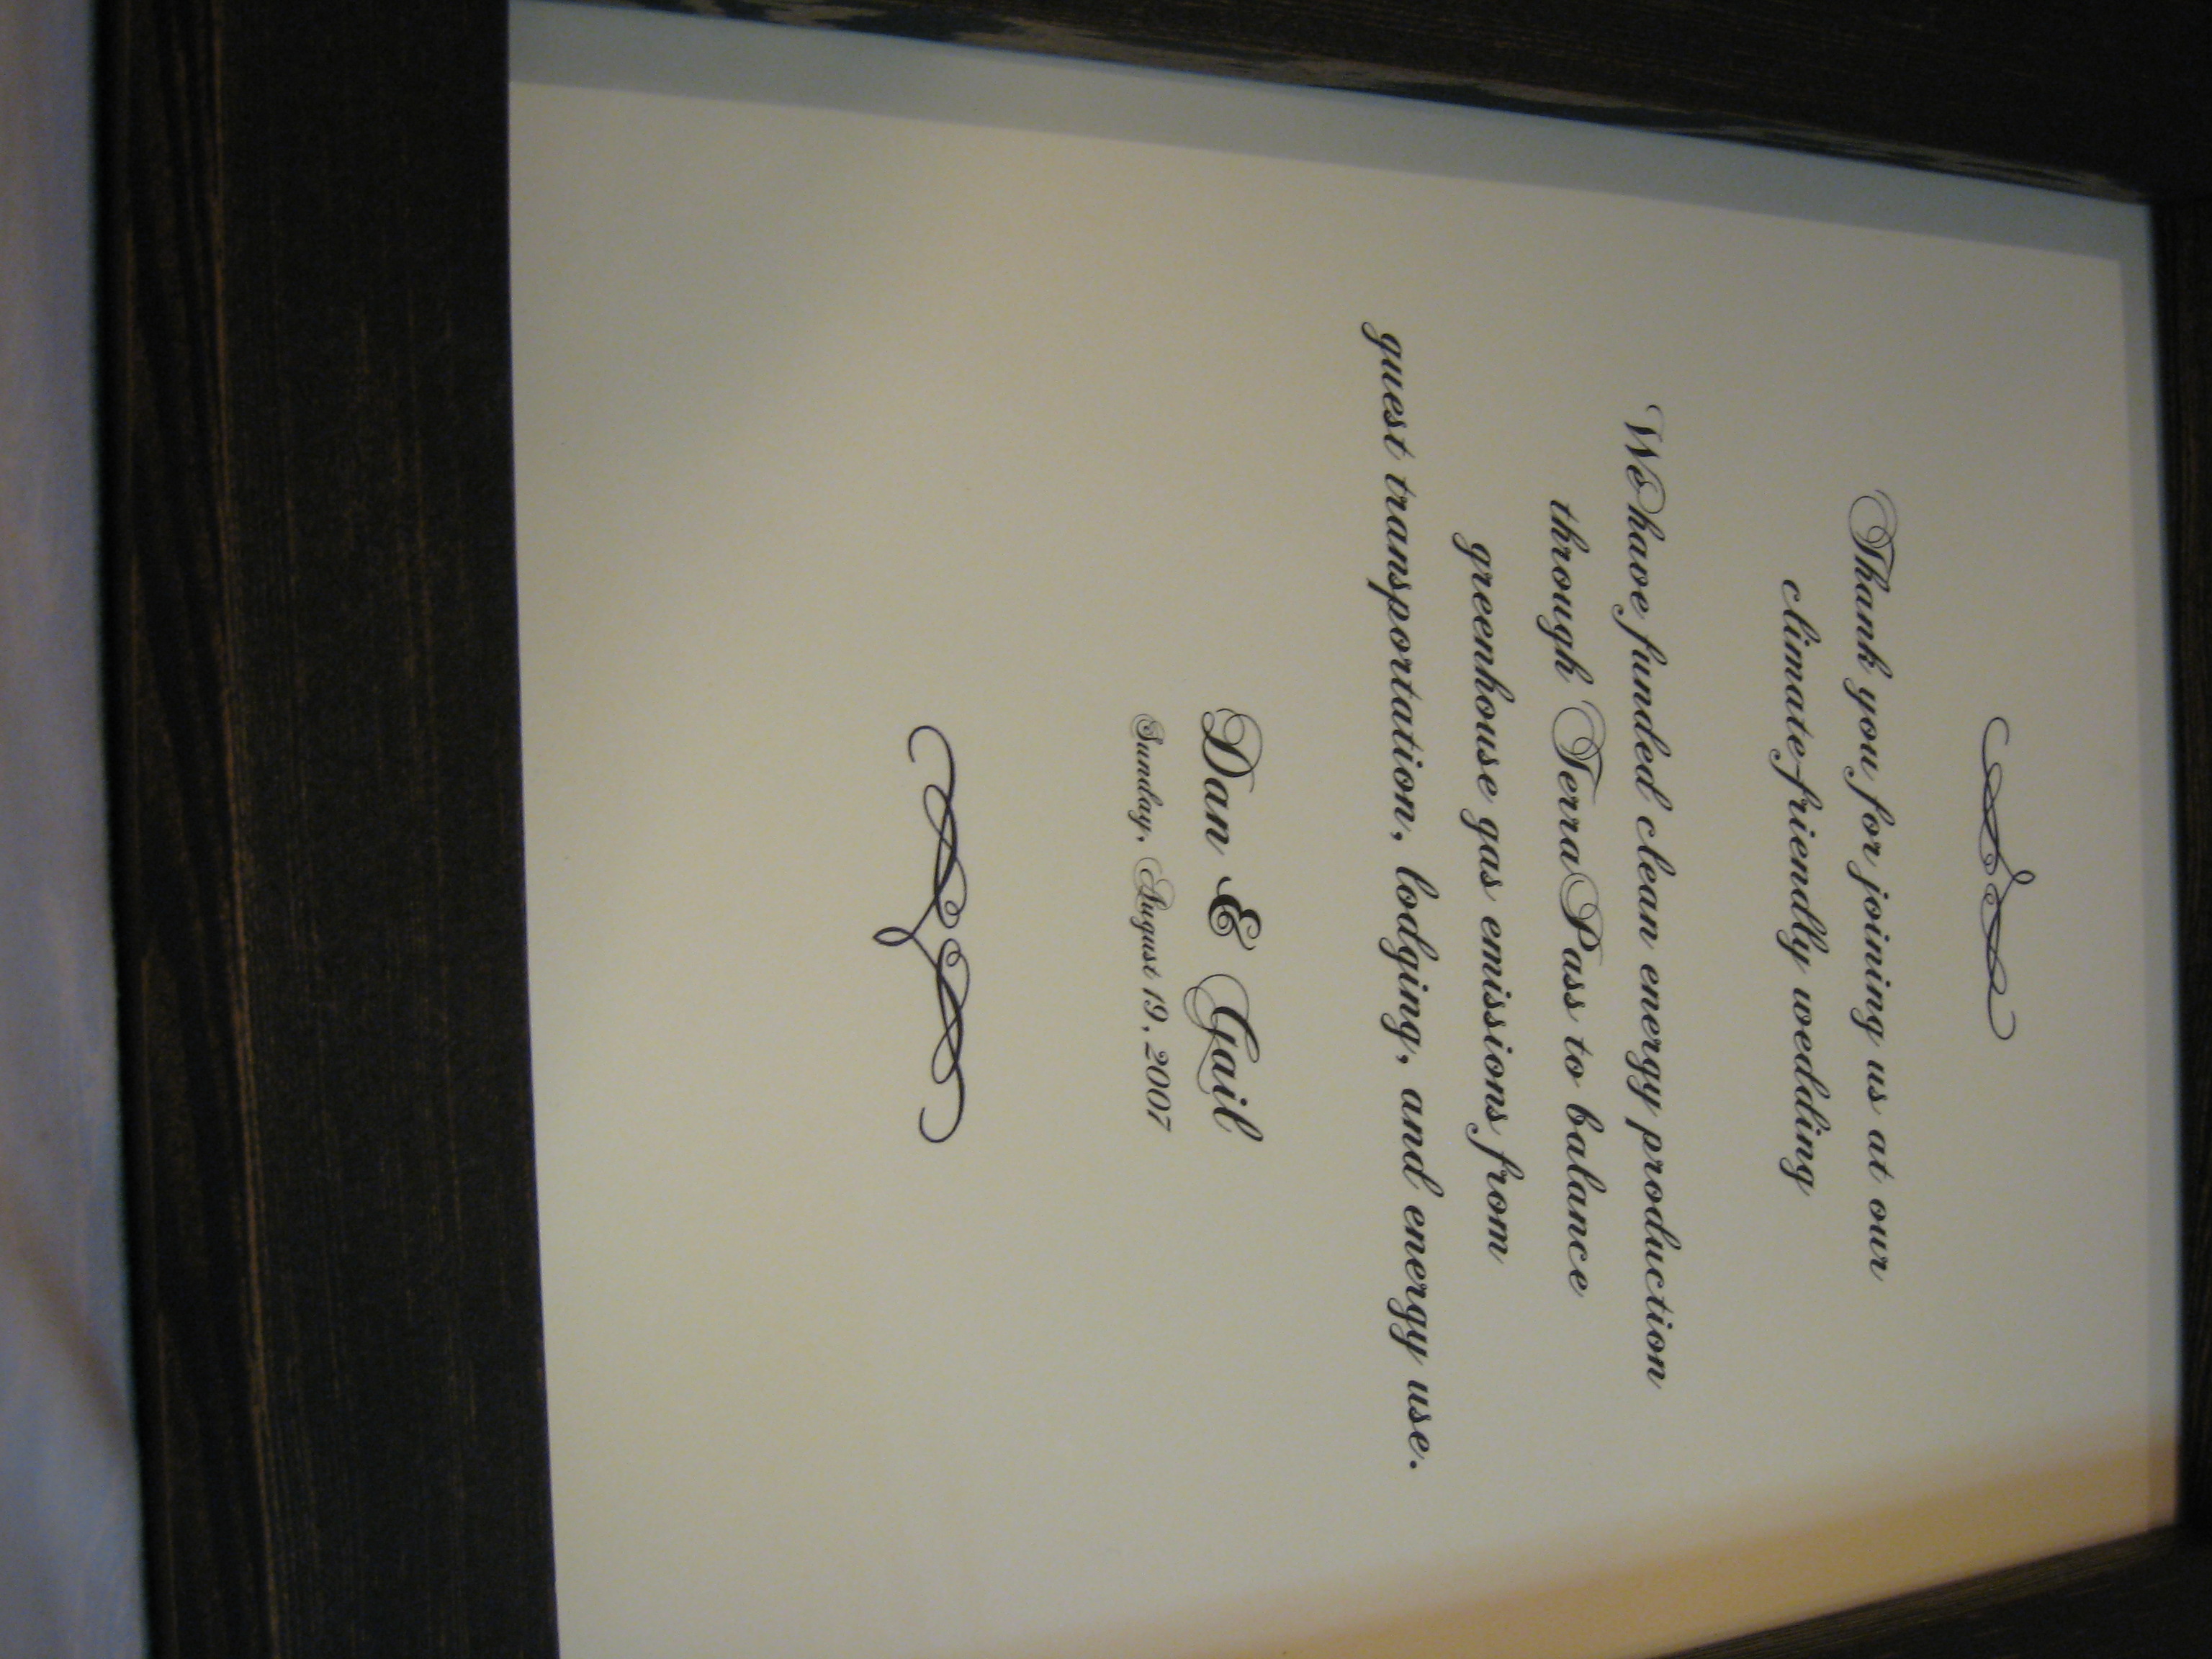 Thank you for joining us at our
climate-friendly wedding
We have funded clean energy production
through TerraPass to balance
greenhouse gas emissions from
guest transportation, lodging, and energy use.
Dan & Gail
Sunday, August 19, 2007